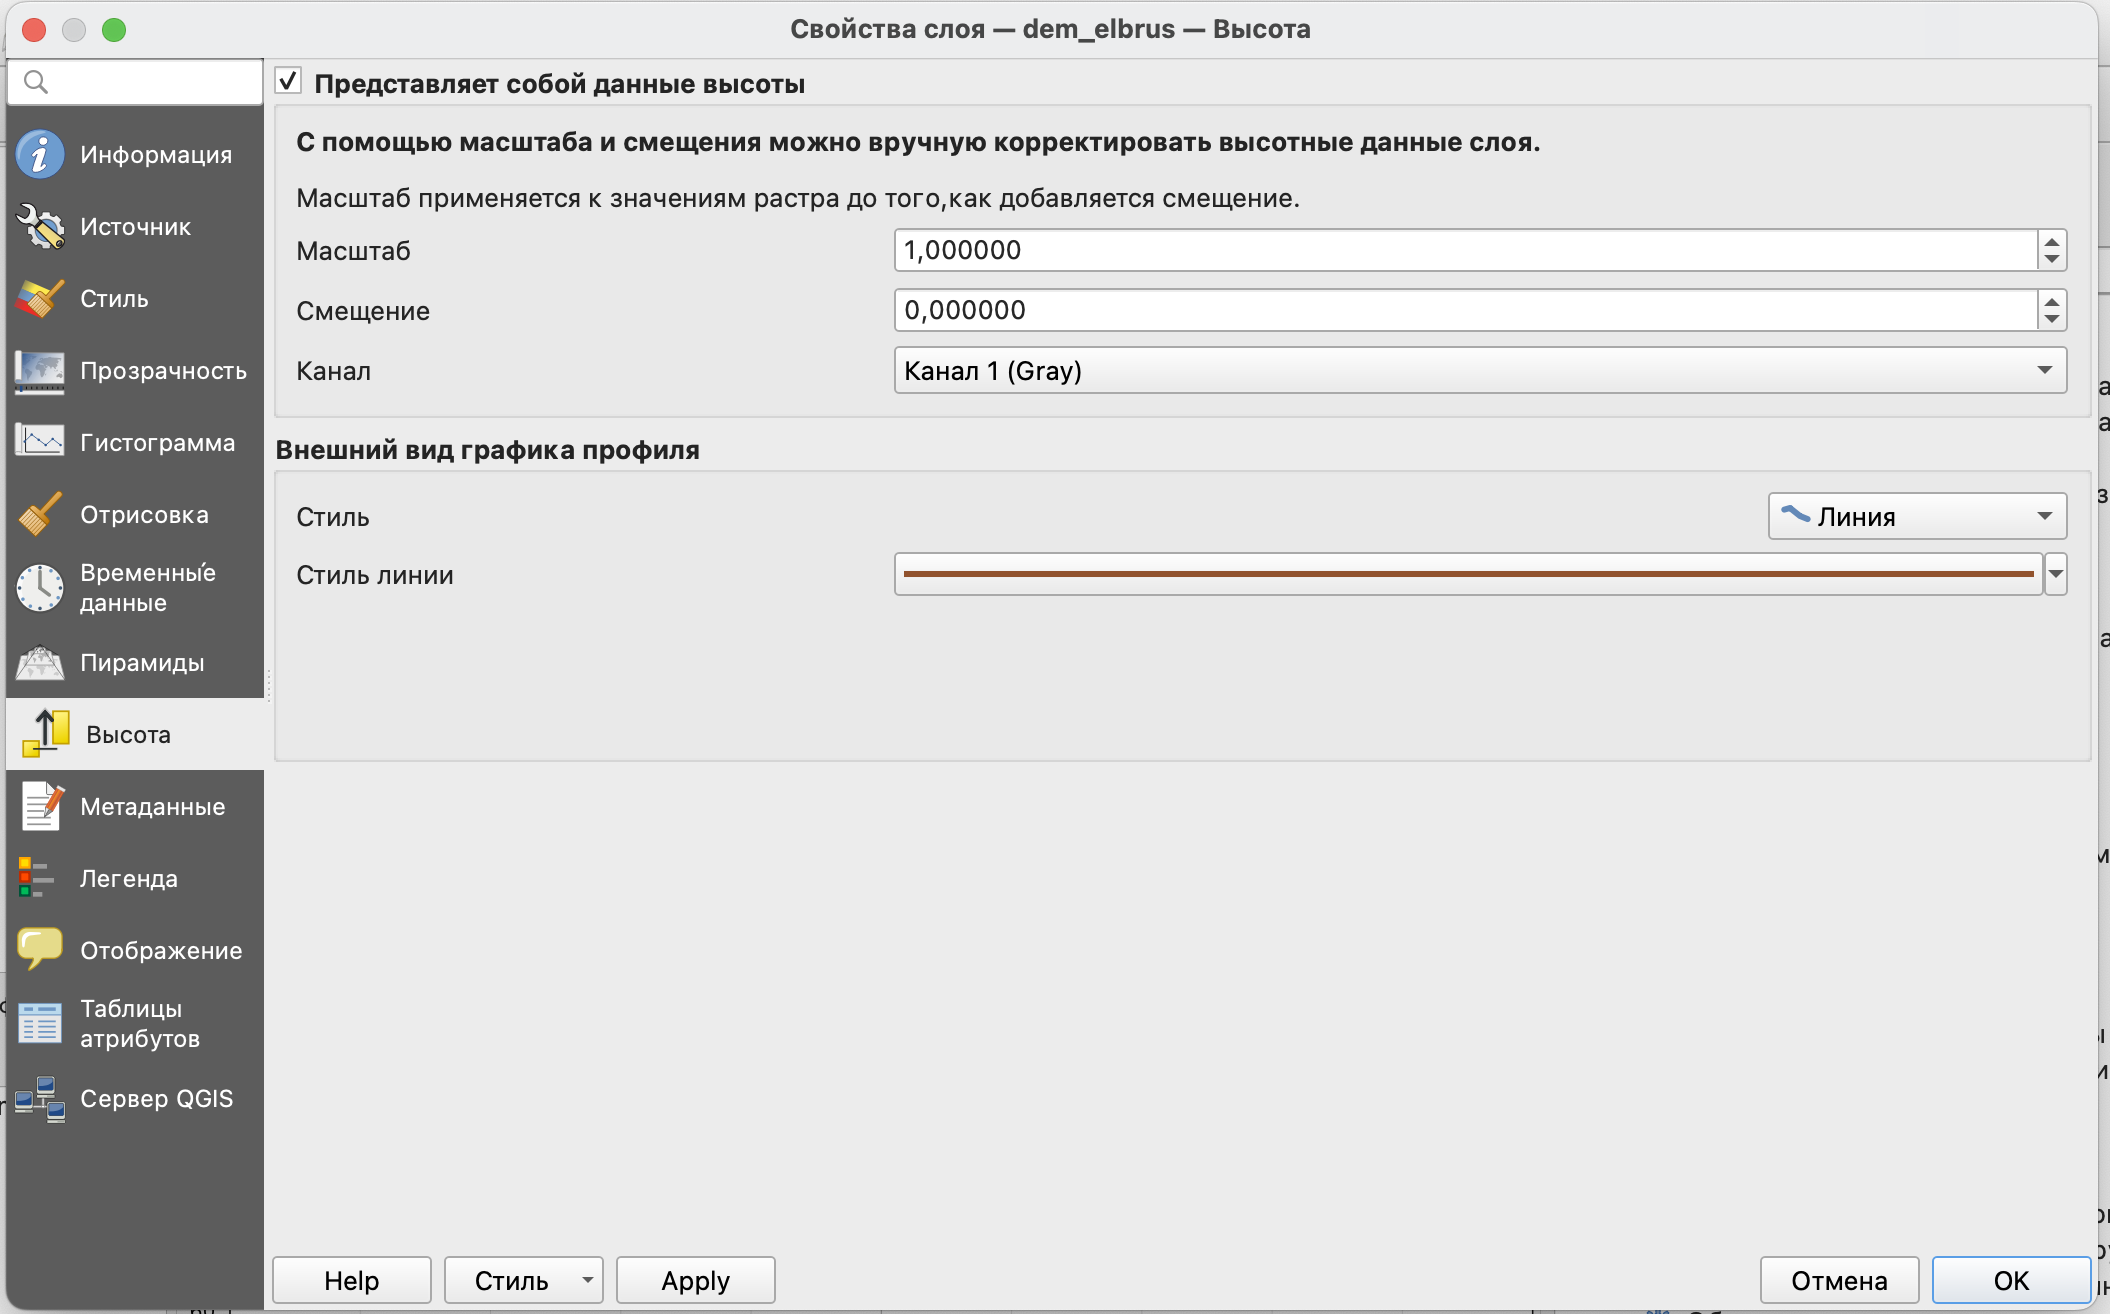 Свойства слоя — dem_elbrus — Высота
Информация
Источник
Стиль
Прозрачность
Гистограмма
Отрисовка
Временны́е
данные
Пирамиды
Высота
Метаданные
Легенда
Отображение
Таблицы
атрибутов
Сервер QGIS
Представляет собой данные высоты
С помощью масштаба и смещения можно вручную корректировать высотные данные слоя.
Масштаб применяется к значениям растра до того,как добавляется смещение.
Масштаб 1,000000
Смещение 0,000000
Канал Канал 1 (Gray)
Внешний вид графика профиля
Стиль Линия
Стиль линии
Help Стиль Apply Отмена OK